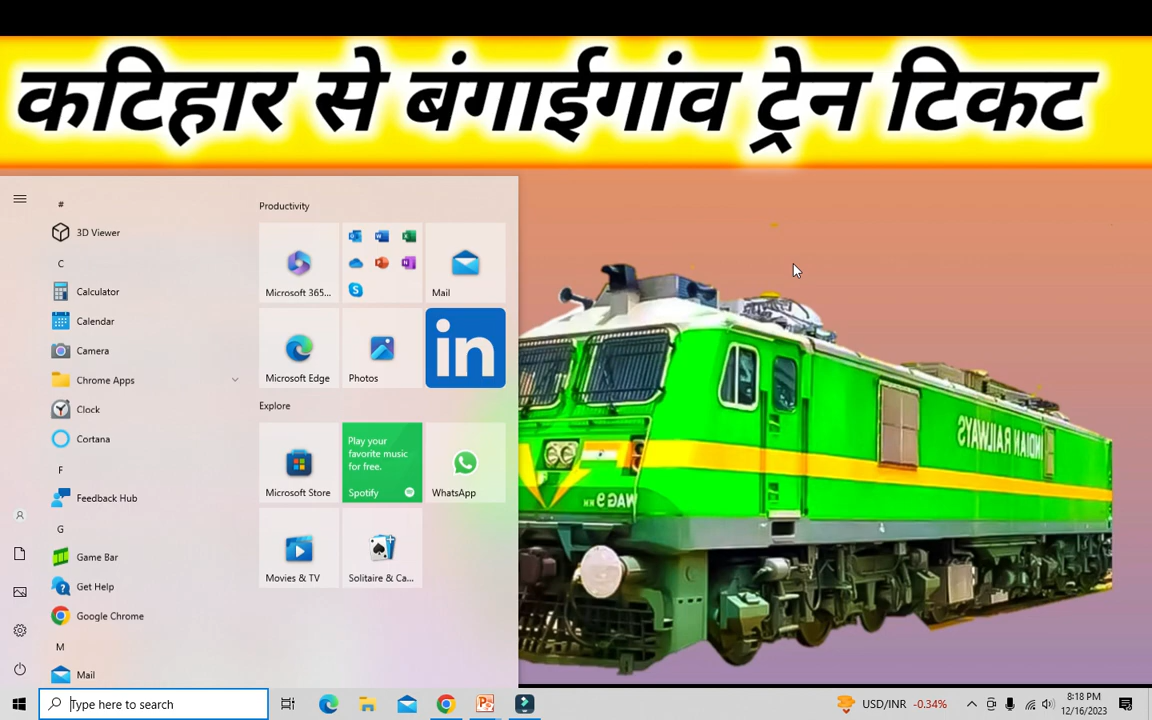 कटिहार से बंगाईगांव ट्रेन टिकट
#
3D Viewer
C
Calculator
Calendar
Camera
Chrome Apps
Clock
Cortana
F
Feedback Hub
G
Game Bar
Get Help
Google Chrome
M
Mail
Productivity
Microsoft 365...
Mail
Microsoft Edge
Photos
in
Explore
Microsoft Store
Play your
favorite music
for free.
Spotify
WhatsApp
Movies & TV
Solitaire & Ca...
INDIAN RAILWAYS
WAG 9 HH
Type here to search
USD/INR -0.34%
8:18 PM
12/16/2023